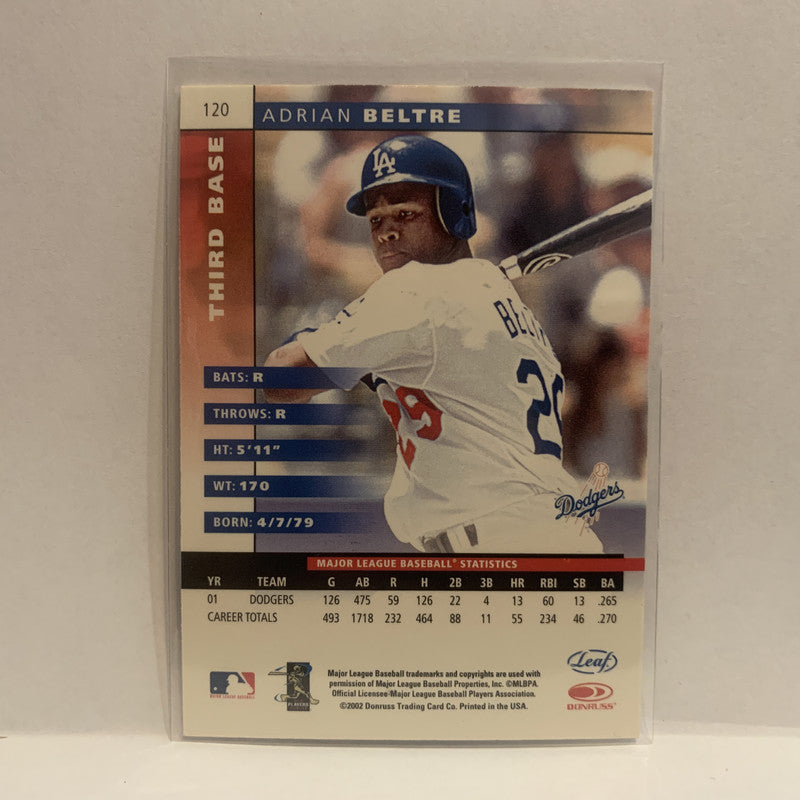 120
ADRIAN BELTRE
THIRD BASE
LA
29
BATS: R
THROWS: R
HT: 5'11"
WT: 170
BORN: 4/7/79
Dodgers
MAJOR LEAGUE BASEBALL® STATISTICS
YR TEAM G AB R H 2B 3B HR RBI SB BA
01 DODGERS 126 475 59 126 22 4 13 60 13 .265
CAREER TOTALS 493 1718 232 464 88 11 55 234 46 .270
Major League Baseball trademarks and copyrights are used with
permission of Major League Baseball Properties, Inc. ©MLBPA.
Official Licensee-Major League Baseball Players Association.
©2002 Donruss Trading Card Co. Printed in the USA.
MAJOR LEAGUE BASEBALL
PLAYERS
Leaf
DONRUSS